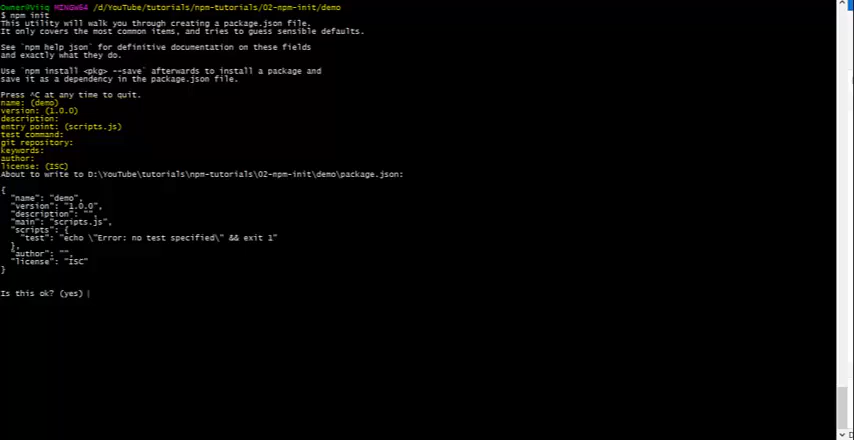 Owner@Viiq MINGW64 /d/YouTube/tutorials/npm-tutorials/02-npm-init/demo
$ npm init
This utility will walk you through creating a package.json file.
It only covers the most common items, and tries to guess sensible defaults.
See `npm help json` for definitive documentation on these fields
and exactly what they do.
Use `npm install <pkg> --save` afterwards to install a package and
save it as a dependency in the package.json file.
Press ^C at any time to quit.
name: (demo)
version: (1.0.0)
description:
entry point: (scripts.js)
test command:
git repository:
keywords:
author:
license: (ISC)
About to write to D:\YouTube\tutorials\npm-tutorials\02-npm-init\demo\package.json:
{
  "name": "demo",
  "version": "1.0.0",
  "description": "",
  "main": "scripts.js",
  "scripts": {
    "test": "echo \"Error: no test specified\" && exit 1"
  },
  "author": "",
  "license": "ISC"
}
Is this ok? (yes)